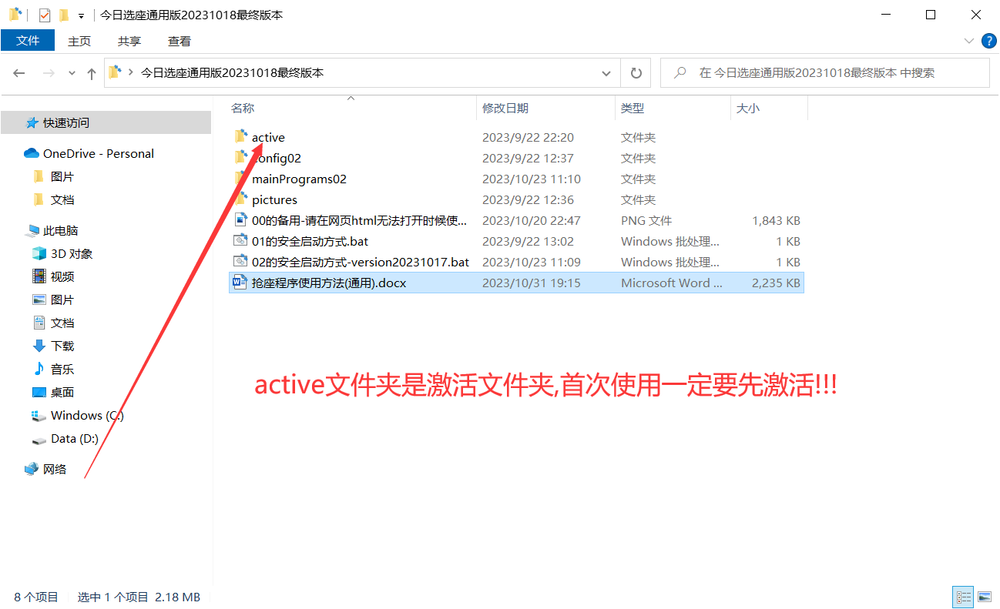 今日选座通用版20231018最终版本
文件 主页 共享 查看
今日选座通用版20231018最终版本 在 今日选座通用版20231018最终版本 中搜索
名称 修改日期 类型 大小
快速访问
OneDrive - Personal
图片
文档
此电脑
3D 对象
视频
图片
文档
下载
音乐
桌面
Windows (C:)
Data (D:)
网络
active 2023/9/22 22:20 文件夹
config02 2023/9/22 12:37 文件夹
mainPrograms02 2023/10/23 11:10 文件夹
pictures 2023/9/22 12:36 文件夹
00的备用-请在网页html无法打开时候使... 2023/10/20 22:47 PNG 文件 1,843 KB
01的安全启动方式.bat 2023/9/22 13:02 Windows 批处理... 1 KB
02的安全启动方式-version20231017.bat 2023/10/23 11:09 Windows 批处理... 1 KB
抢座程序使用方法(通用).docx 2023/10/31 19:15 Microsoft Word ... 2,235 KB
active文件夹是激活文件夹,首次使用一定要先激活!!!
8 个项目 选中 1 个项目 2.18 MB